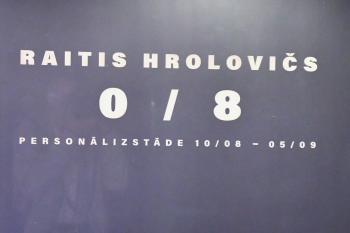 RAITIS HROLOVIČS
0 / 8
PERSONĀLIZSTĀDE 10/08 – 05/09